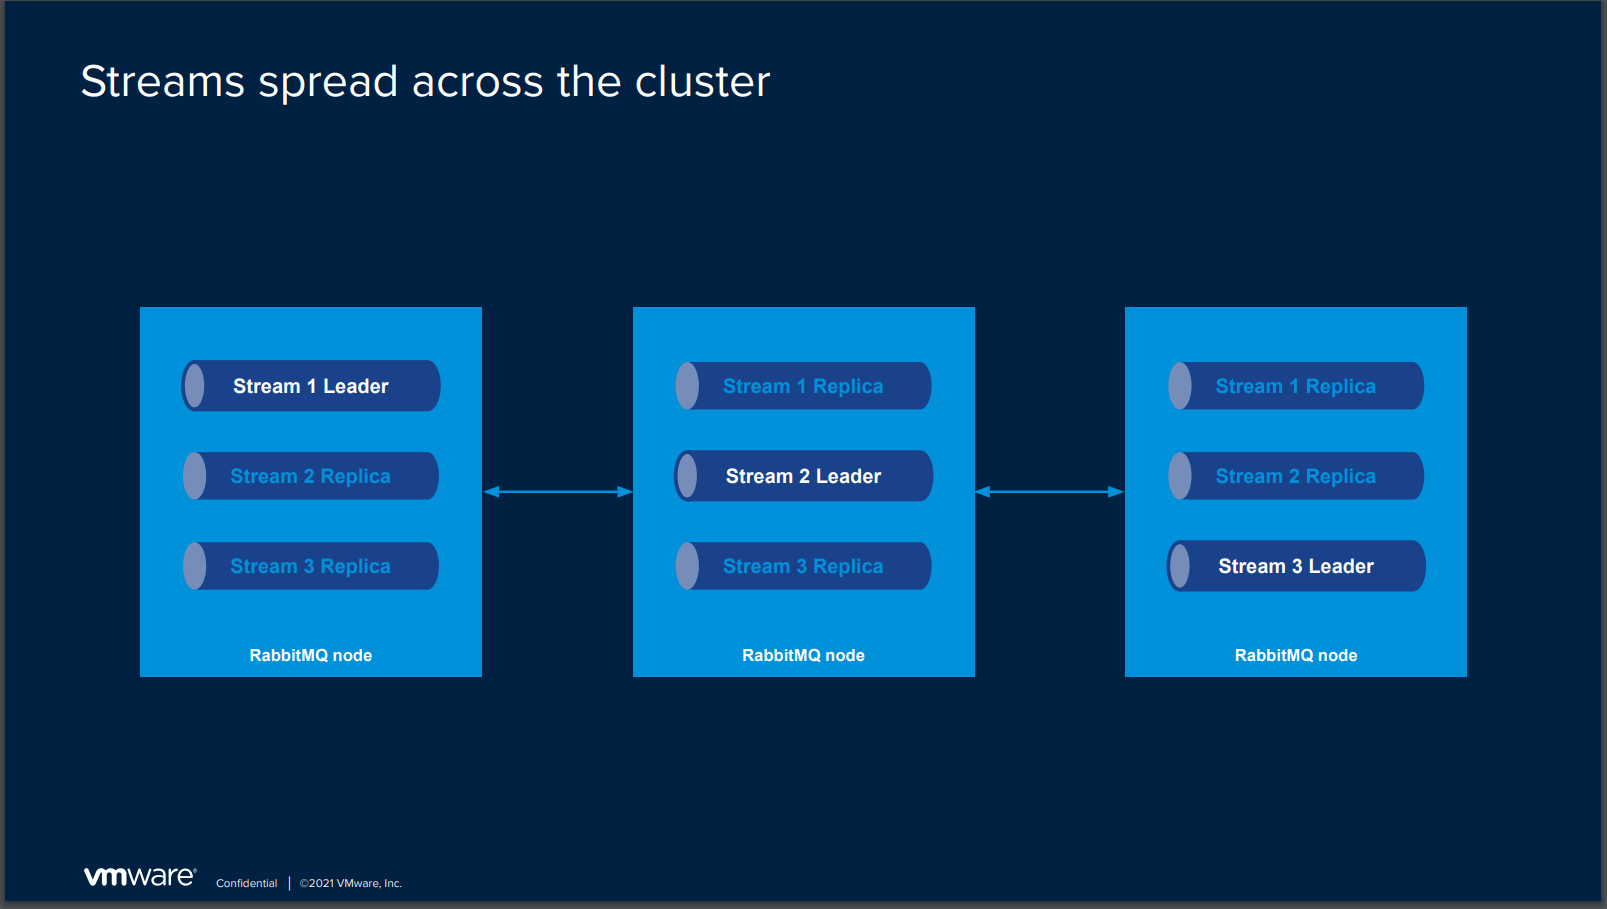 Streams spread across the cluster
Stream 1 Leader
Stream 2 Replica
Stream 3 Replica
RabbitMQ node
Stream 1 Replica
Stream 2 Leader
Stream 3 Replica
RabbitMQ node
Stream 1 Replica
Stream 2 Replica
Stream 3 Leader
RabbitMQ node
vmware® Confidential | ©2021 VMware, Inc.